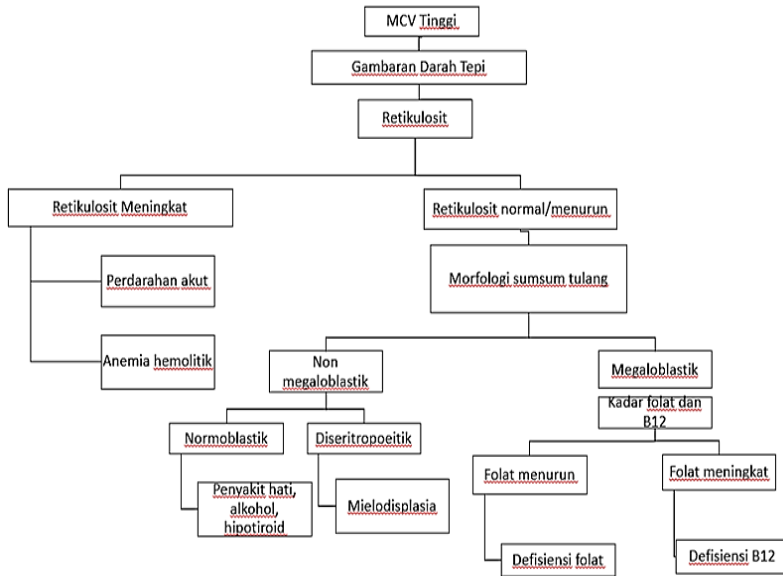 MCV Tinggi
Gambaran Darah Tepi
Retikulosit
Retikulosit Meningkat
Retikulosit normal/menurun
Perdarahan akut
Morfologi sumsum tulang
Anemia hemolitik
Non
megaloblastik
Megaloblastik
Kadar folat dan
B12
Normoblastik
Diseritropoeitik
Folat menurun
Folat meningkat
Penyakit hati,
alkohol,
hipotiroid
Mielodisplasia
Defisiensi folat
Defisiensi B12